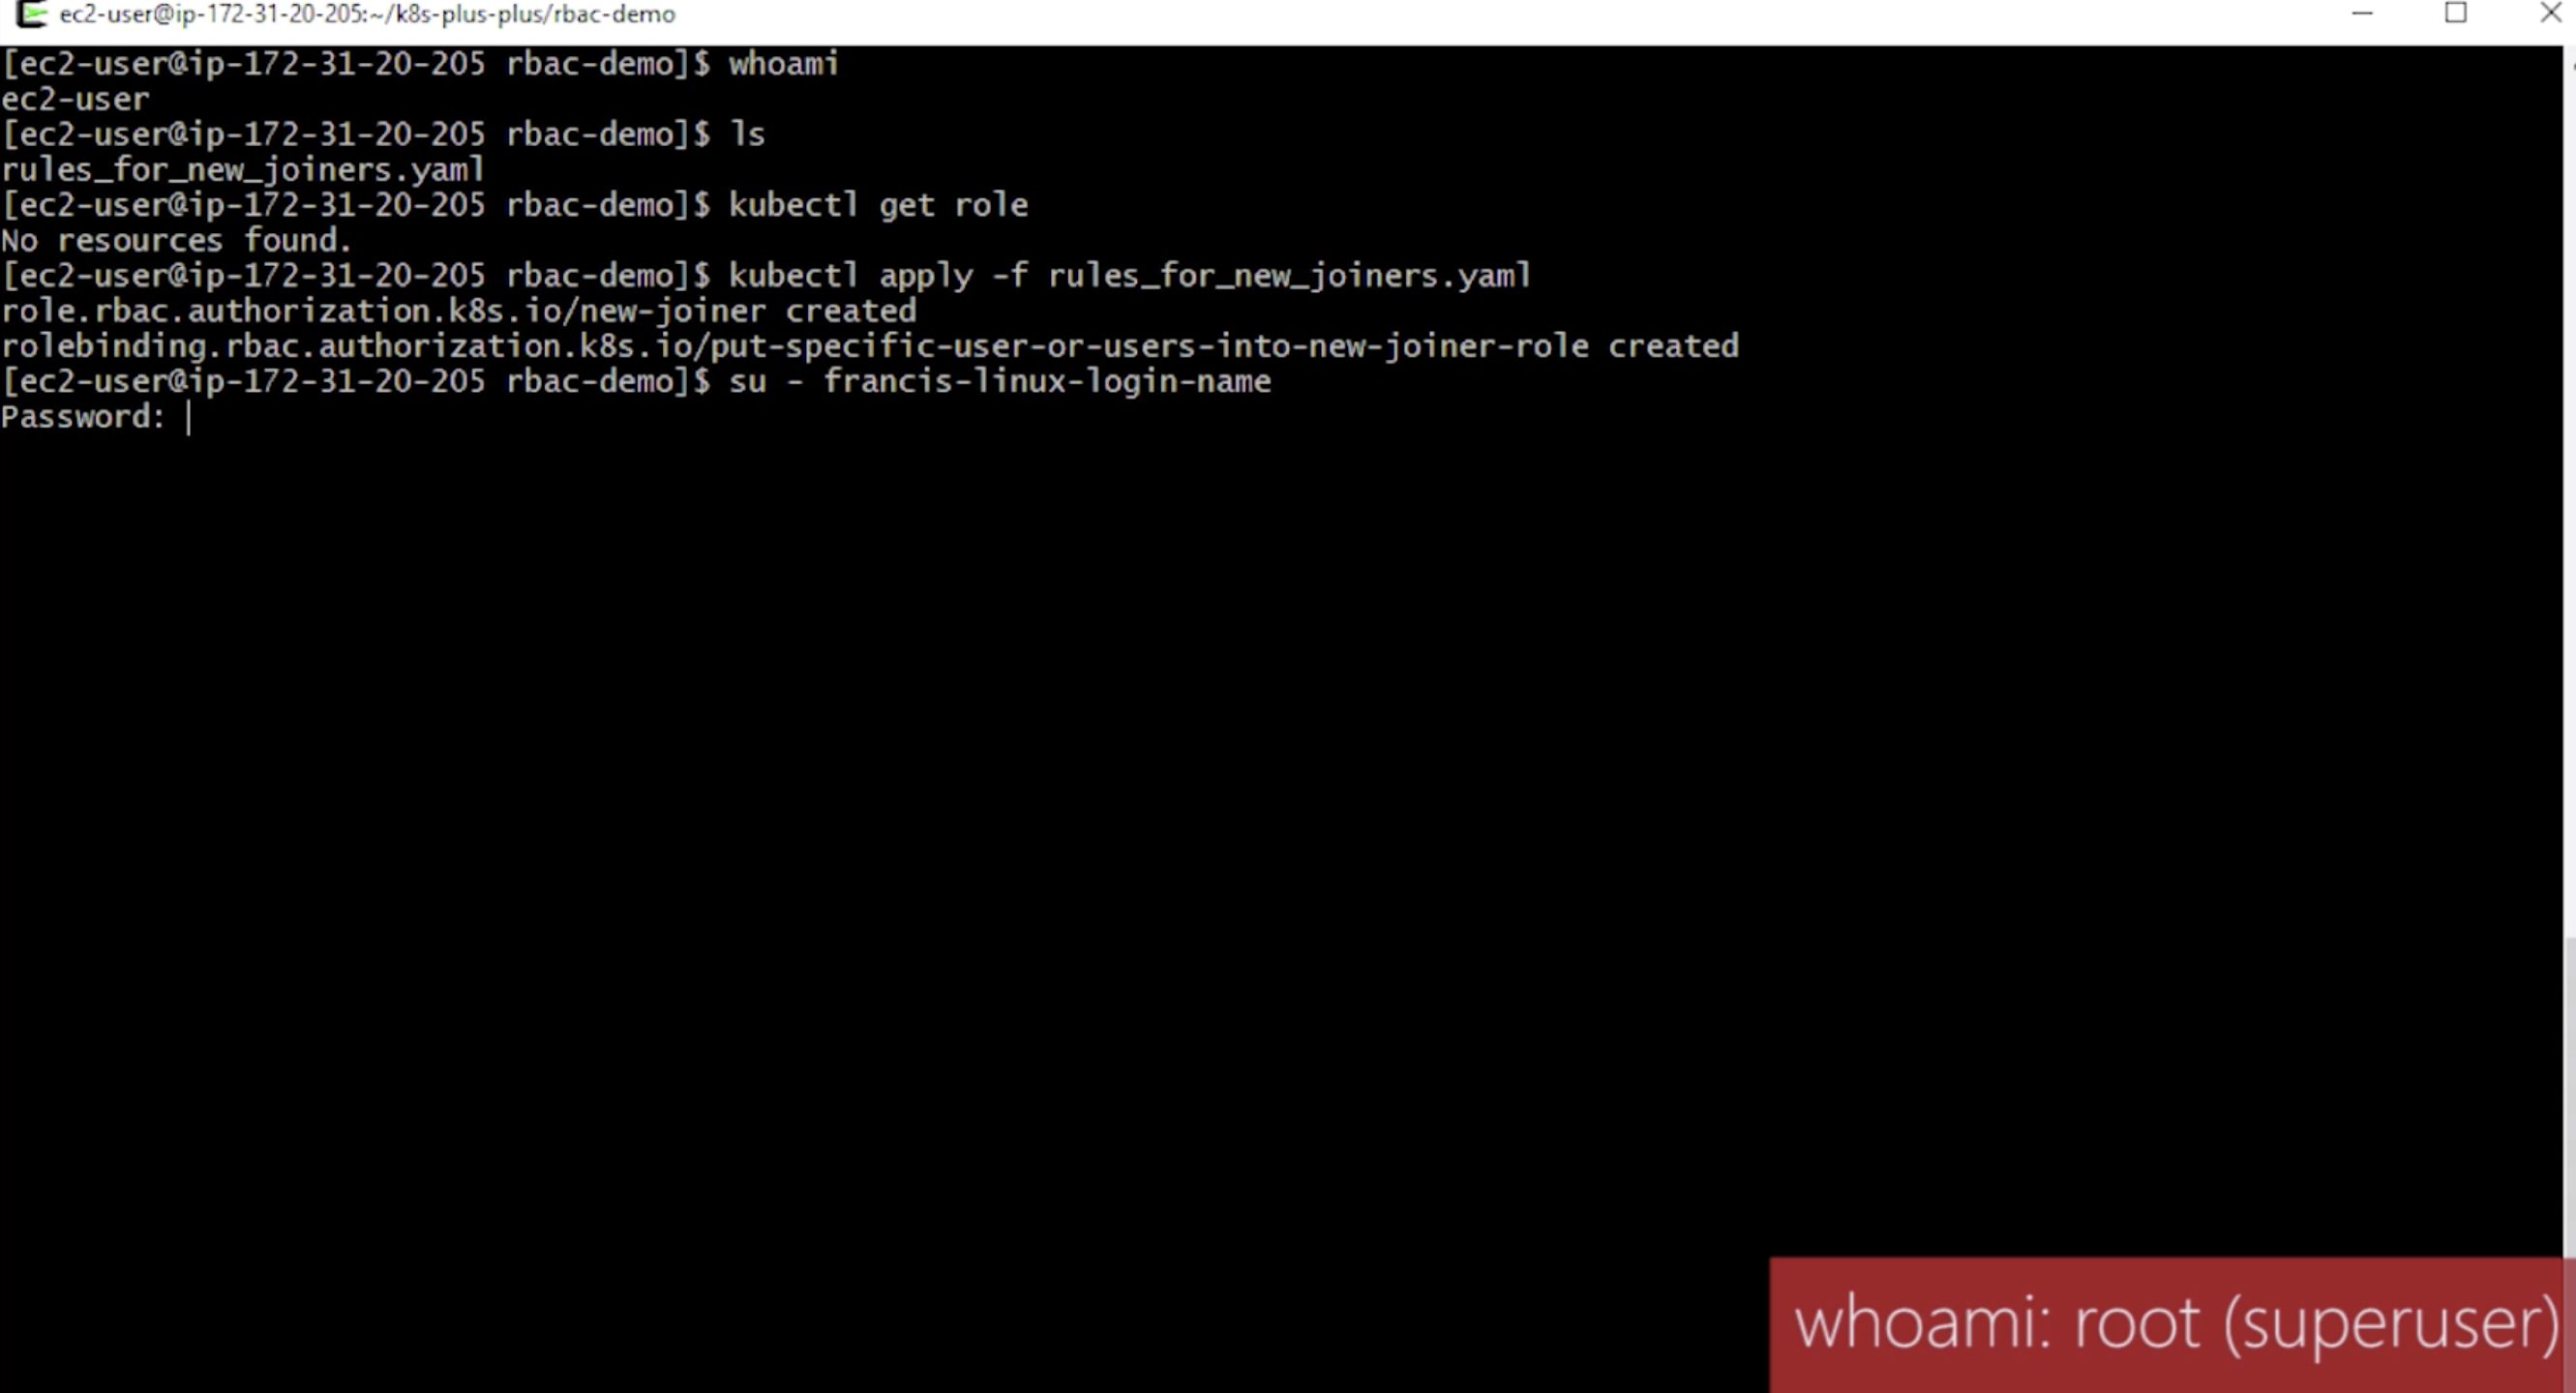 ec2-user@ip-172-31-20-205:~/k8s-plus-plus/rbac-demo
[ec2-user@ip-172-31-20-205 rbac-demo]$ whoami
ec2-user
[ec2-user@ip-172-31-20-205 rbac-demo]$ ls
rules_for_new_joiners.yaml
[ec2-user@ip-172-31-20-205 rbac-demo]$ kubectl get role
No resources found.
[ec2-user@ip-172-31-20-205 rbac-demo]$ kubectl apply -f rules_for_new_joiners.yaml
role.rbac.authorization.k8s.io/new-joiner created
rolebinding.rbac.authorization.k8s.io/put-specific-user-or-users-into-new-joiner-role created
[ec2-user@ip-172-31-20-205 rbac-demo]$ su - francis-linux-login-name
Password:
whoami: root (superuser)